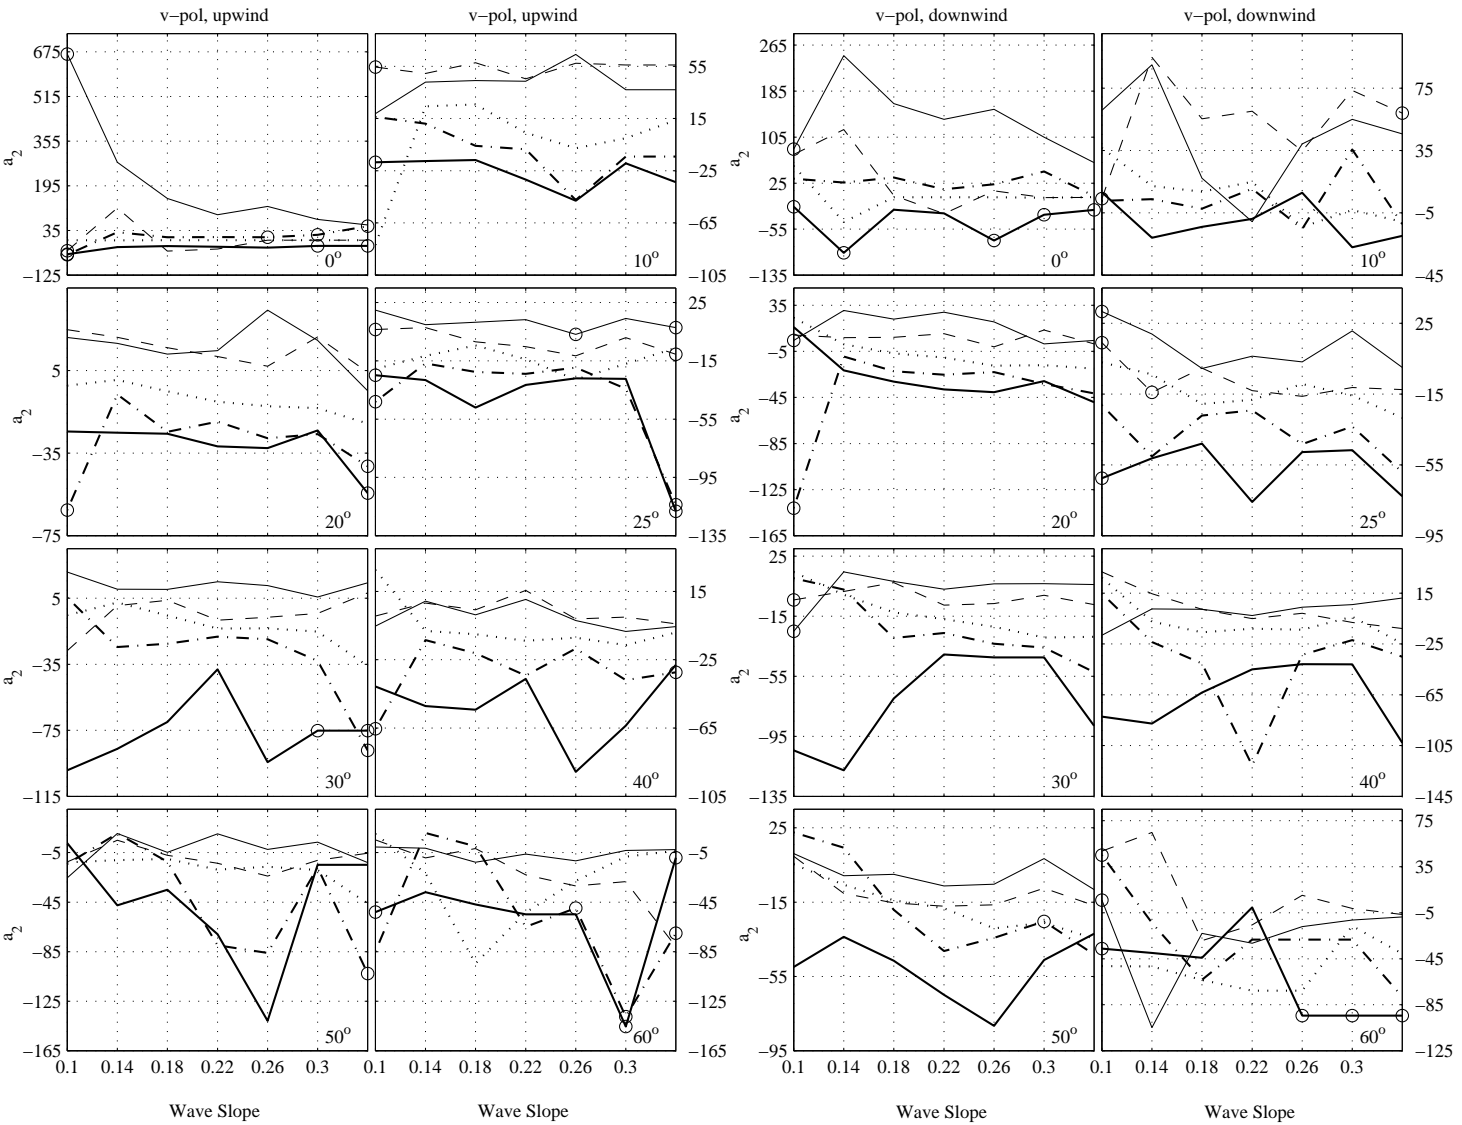 v−pol, upwind
v−pol, upwind
v−pol, downwind
v−pol, downwind
675
515
355
195
35
−125
a2
0o
55
15
−25
−65
−105
10o
265
185
105
25
−55
−135
a2
0o
75
35
−5
−45
10o
5
−35
−75
a2
20o
25
−15
−55
−95
−135
25o
35
−5
−45
−85
−125
−165
a2
20o
25
−15
−55
−95
25o
5
−35
−75
−115
a2
30o
15
−25
−65
−105
40o
25
−15
−55
−95
−135
a2
30o
15
−25
−65
−105
−145
40o
−5
−45
−85
−125
−165
a2
50o
−5
−45
−85
−125
−165
60o
25
−15
−55
−95
a2
50o
75
35
−5
−45
−85
−125
60o
0.1 0.14 0.18 0.22 0.26 0.3
0.1 0.14 0.18 0.22 0.26 0.3
0.1 0.14 0.18 0.22 0.26 0.3
0.1 0.14 0.18 0.22 0.26 0.3
Wave Slope
Wave Slope
Wave Slope
Wave Slope